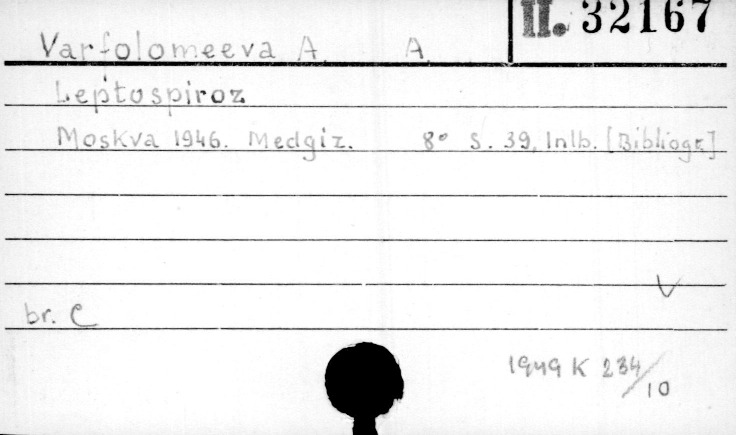 II. 32167
Varfolomeeva A. A.
Leptospiroz
Moskva 1946. Medgiz. 8° S. 39, Inlb. [Bibliogr.]
br. C
1949 K 234/10